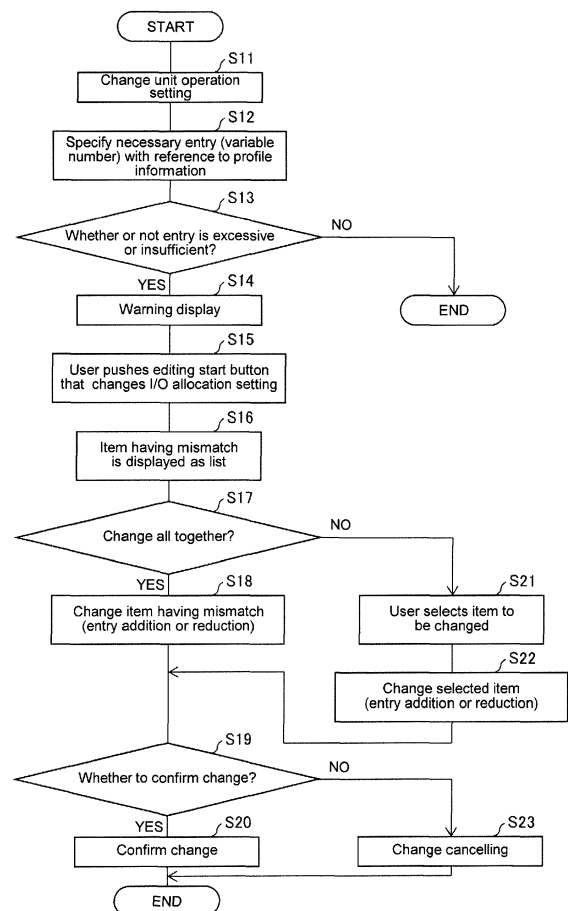 START
S11
Change unit operation
setting
S12
Specify necessary entry (variable
number) with reference to profile
information
S13
Whether or not entry is excessive
or insufficient?
NO
YES
S14
Warning display
END
S15
User pushes editing start button
that changes I/O allocation setting
S16
Item having mismatch
is displayed as list
S17
Change all together?
NO
YES
S18
Change item having mismatch
(entry addition or reduction)
S21
User selects item to
be changed
S22
Change selected item
(entry addition or reduction)
S19
Whether to confirm change?
NO
YES
S20
Confirm change
S23
Change cancelling
END